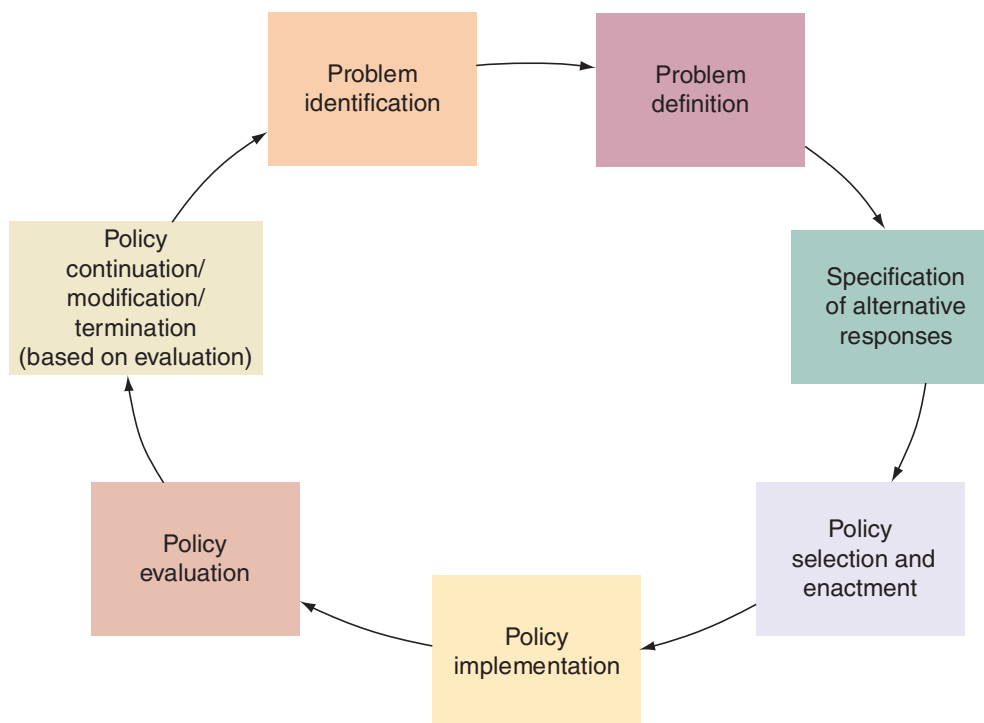 Problem
identification
Problem
definition
Specification
of alternative
responses
Policy
selection and
enactment
Policy
implementation
Policy
evaluation
Policy
continuation/
modification/
termination
(based on evaluation)